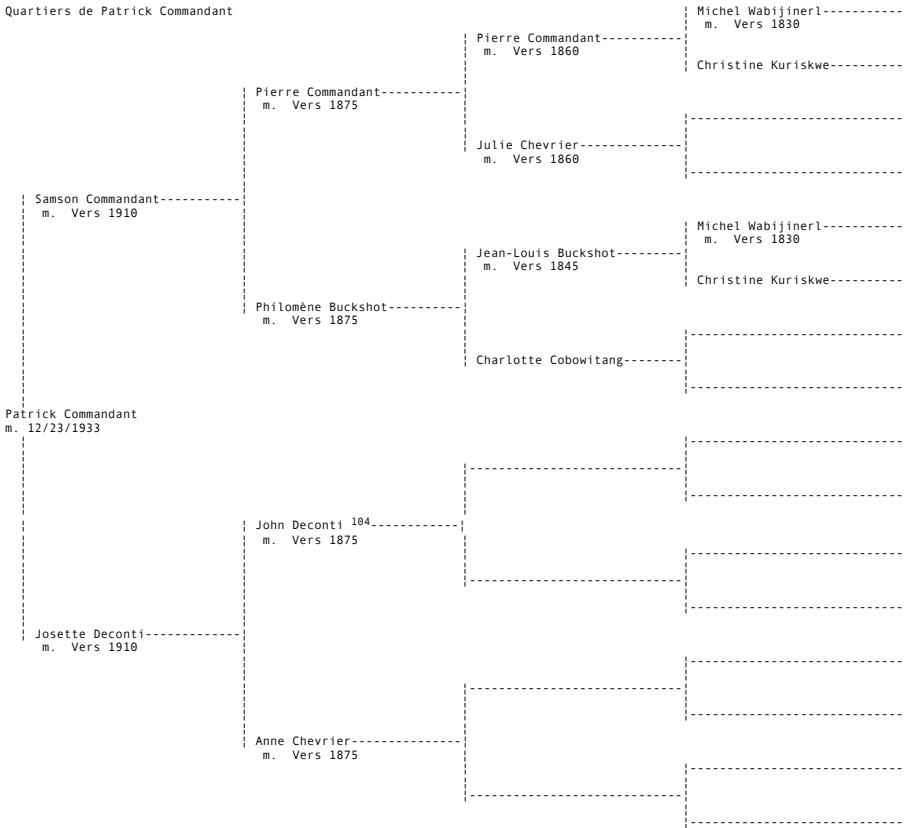 Quartiers de Patrick Commandant
Michel Wabijinerl
m. Vers 1830
Pierre Commandant
m. Vers 1860
Christine Kuriskwe
Pierre Commandant
m. Vers 1875
Julie Chevrier
m. Vers 1860
Samson Commandant
m. Vers 1910
Michel Wabijinerl
m. Vers 1830
Jean-Louis Buckshot
m. Vers 1845
Christine Kuriskwe
Philomène Buckshot
m. Vers 1875
Charlotte Cobowitang
Patrick Commandant
m. 12/23/1933
John Deconti 104
m. Vers 1875
Josette Deconti
m. Vers 1910
Anne Chevrier
m. Vers 1875